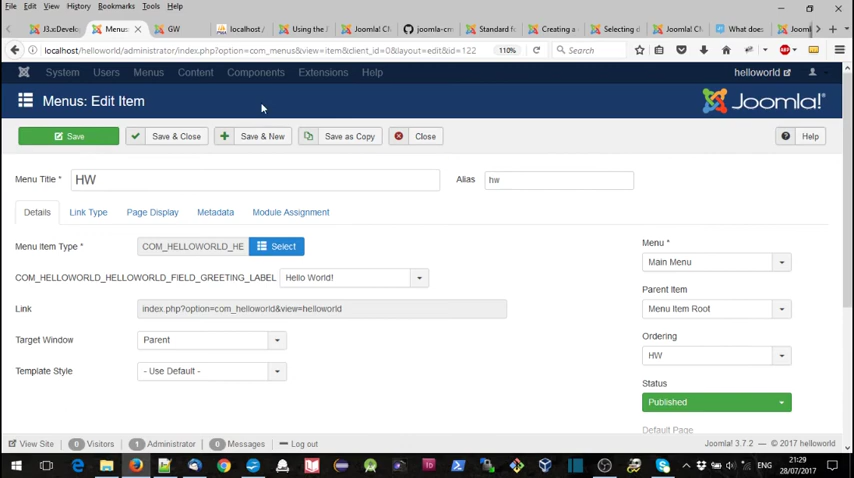 File Edit View History Bookmarks Tools Help
J3.x:Develo
Menus:
GW
localhost /
Using the J
Joomla! Cl
joomla-cm
Standard fo
Creating a
Selecting d
Joomla! Cl
What does
Jooml
localhost/helloworld/administrator/index.php?option=com_menus&view=item&client_id=0&layout=edit&id=122
110%
Search
System Users Menus Content Components Extensions Help
helloworld
Menus: Edit Item
Joomla!®
Save
Save & Close
Save & New
Save as Copy
Close
Help
Menu Title * HW
Alias hw
Details Link Type Page Display Metadata Module Assignment
Menu Item Type * COM_HELLOWORLD_HE Select
COM_HELLOWORLD_HELLOWORLD_FIELD_GREETING_LABEL Hello World!
Link index.php?option=com_helloworld&view=helloworld
Target Window Parent
Template Style - Use Default -
Menu *
Main Menu
Parent Item
Menu Item Root
Ordering
HW
Status
Published
Default Page
View Site 0 Visitors 1 Administrator 0 Messages Log out
Joomla! 3.7.2 — © 2017 helloworld
ENG
21:29
28/07/2017